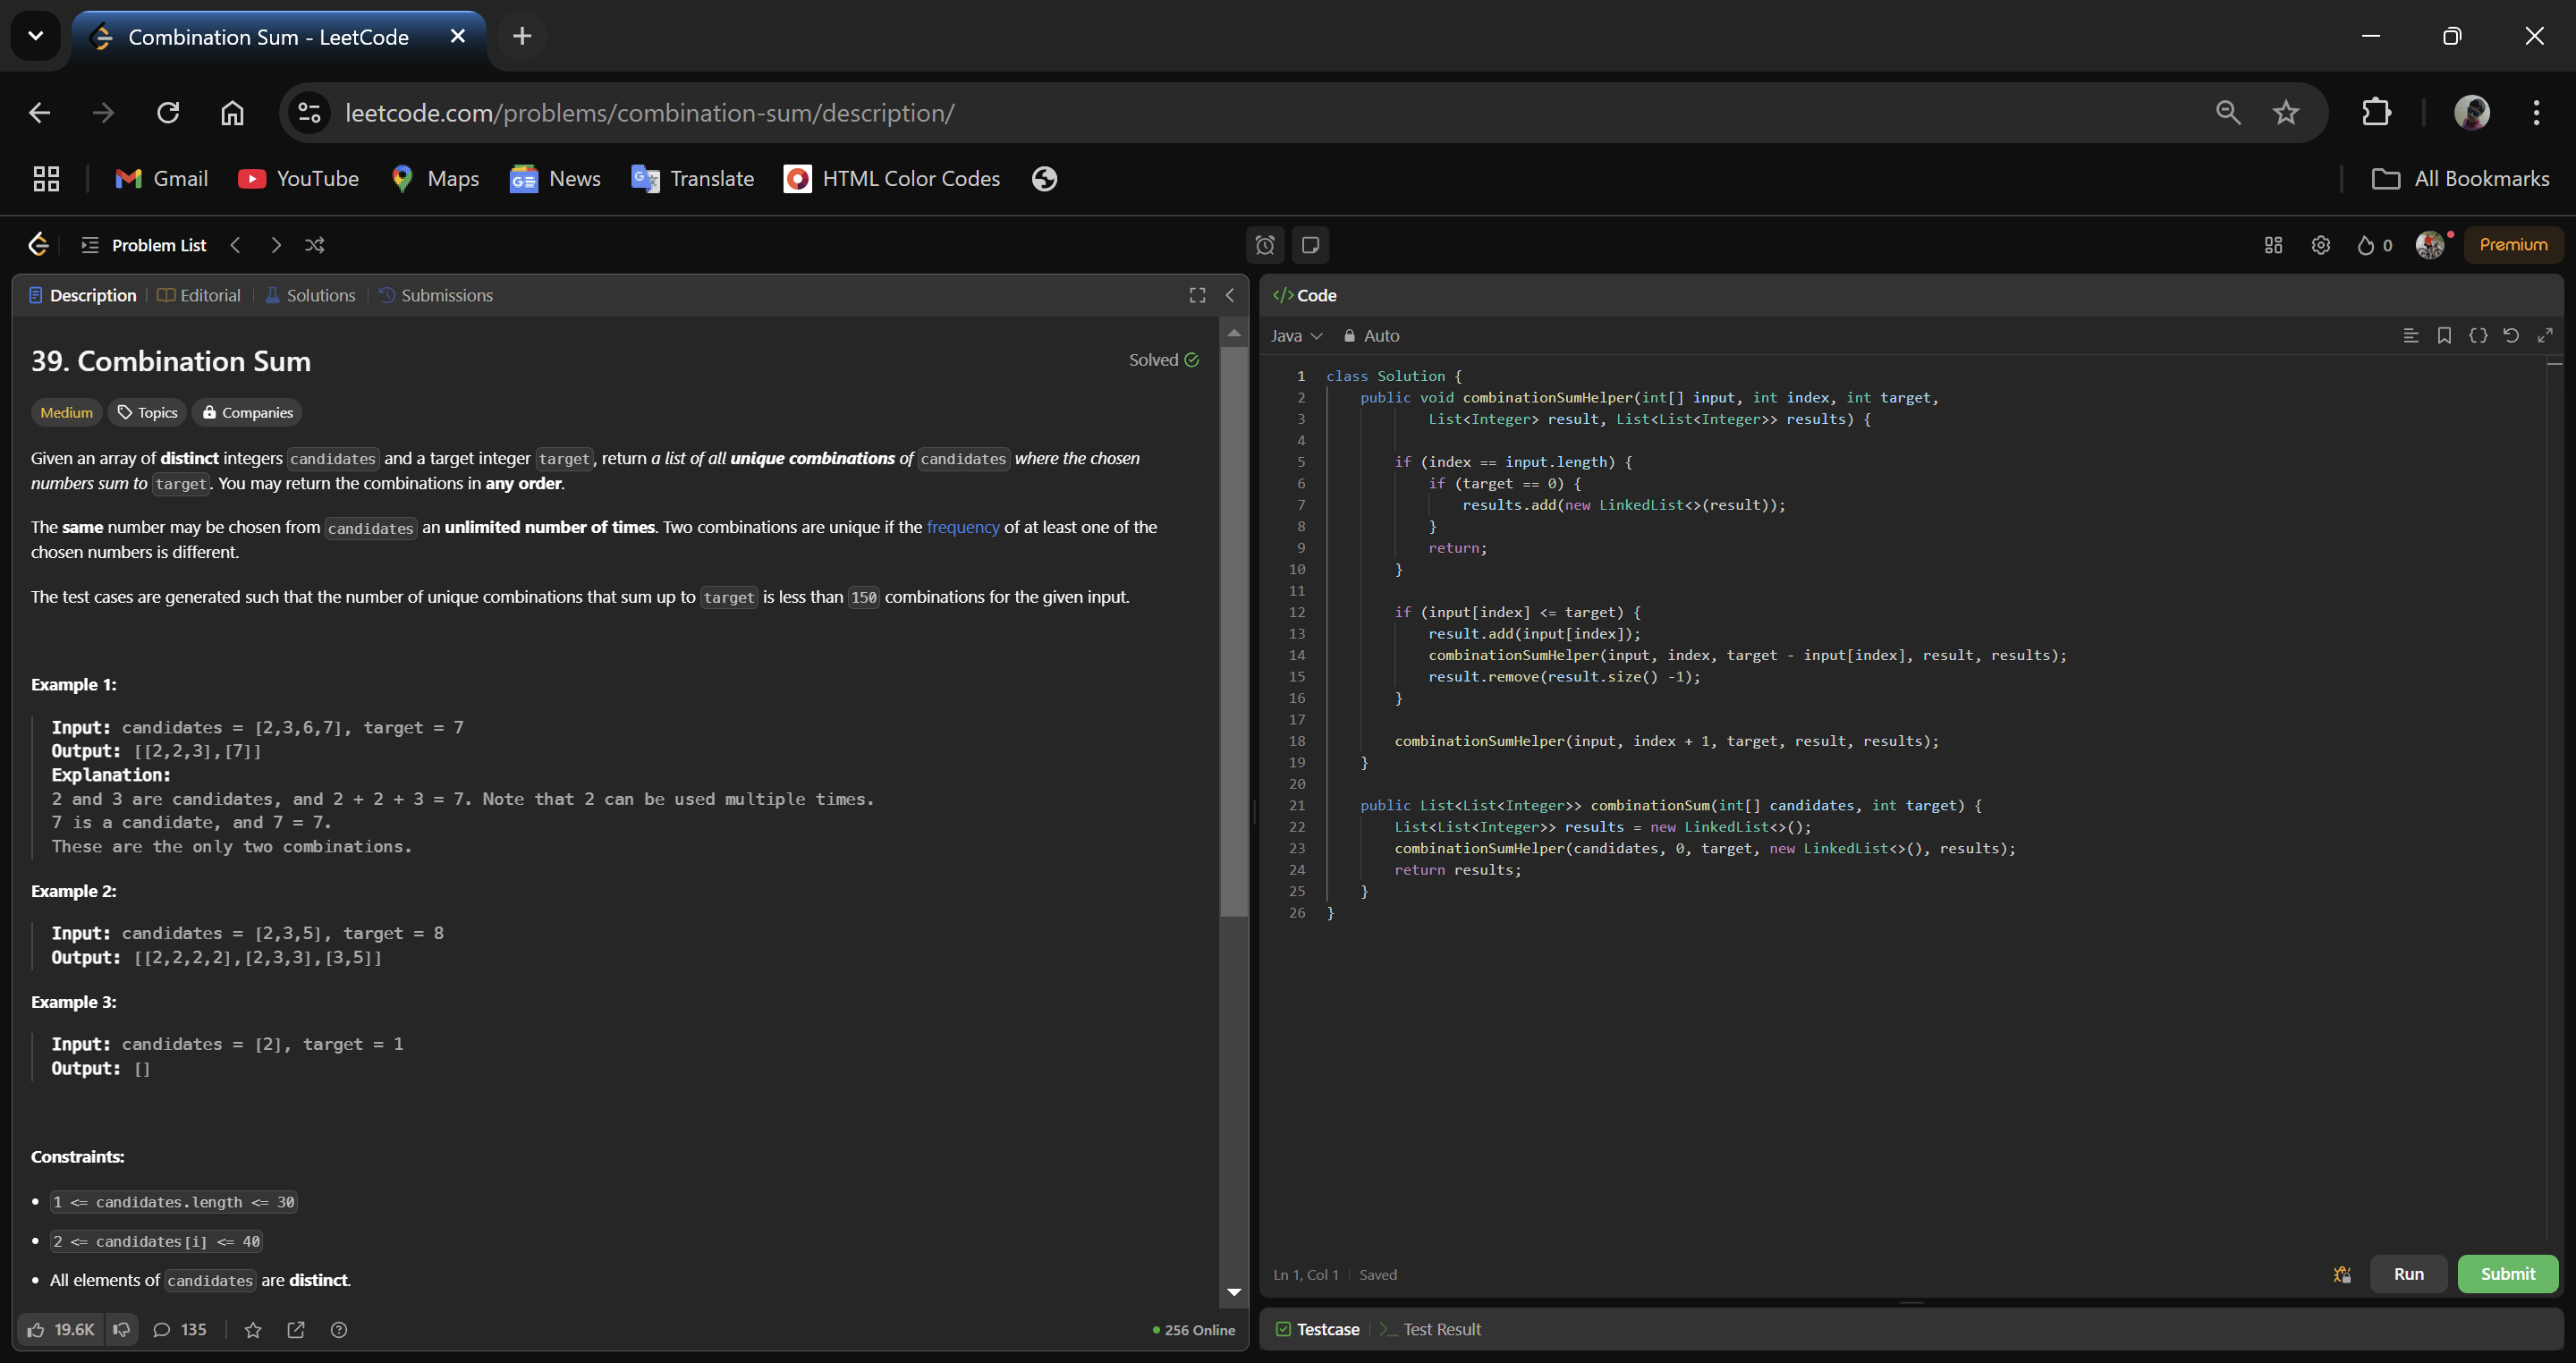 Combination Sum - LeetCode
leetcode.com/problems/combination-sum/description/
Gmail YouTube Maps News Translate HTML Color Codes All Bookmarks
Problem List 0 Premium
Description Editorial Solutions Submissions
39. Combination Sum Solved
Medium Topics Companies
Given an array of distinct integers candidates and a target integer target, return a list of all unique combinations of candidates where the chosen
numbers sum to target. You may return the combinations in any order.
The same number may be chosen from candidates an unlimited number of times. Two combinations are unique if the frequency of at least one of the
chosen numbers is different.
The test cases are generated such that the number of unique combinations that sum up to target is less than 150 combinations for the given input.
Example 1:
Input: candidates = [2,3,6,7], target = 7
Output: [[2,2,3],[7]]
Explanation:
2 and 3 are candidates, and 2 + 2 + 3 = 7. Note that 2 can be used multiple times.
7 is a candidate, and 7 = 7.
These are the only two combinations.
Example 2:
Input: candidates = [2,3,5], target = 8
Output: [[2,2,2,2],[2,3,3],[3,5]]
Example 3:
Input: candidates = [2], target = 1
Output: []
Constraints:
• 1 <= candidates.length <= 30
• 2 <= candidates[i] <= 40
• All elements of candidates are distinct.
19.6K 135 256 Online
</> Code
Java Auto
1 class Solution {
2 public void combinationSumHelper(int[] input, int index, int target,
3 List<Integer> result, List<List<Integer>> results) {
4
5 if (index == input.length) {
6 if (target == 0) {
7 results.add(new LinkedList<>(result));
8 }
9 return;
10 }
11
12 if (input[index] <= target) {
13 result.add(input[index]);
14 combinationSumHelper(input, index, target - input[index], result, results);
15 result.remove(result.size() -1);
16 }
17
18 combinationSumHelper(input, index + 1, target, result, results);
19 }
20
21 public List<List<Integer>> combinationSum(int[] candidates, int target) {
22 List<List<Integer>> results = new LinkedList<>();
23 combinationSumHelper(candidates, 0, target, new LinkedList<>(), results);
24 return results;
25 }
26 }
Ln 1, Col 1 Saved Run Submit
Testcase Test Result